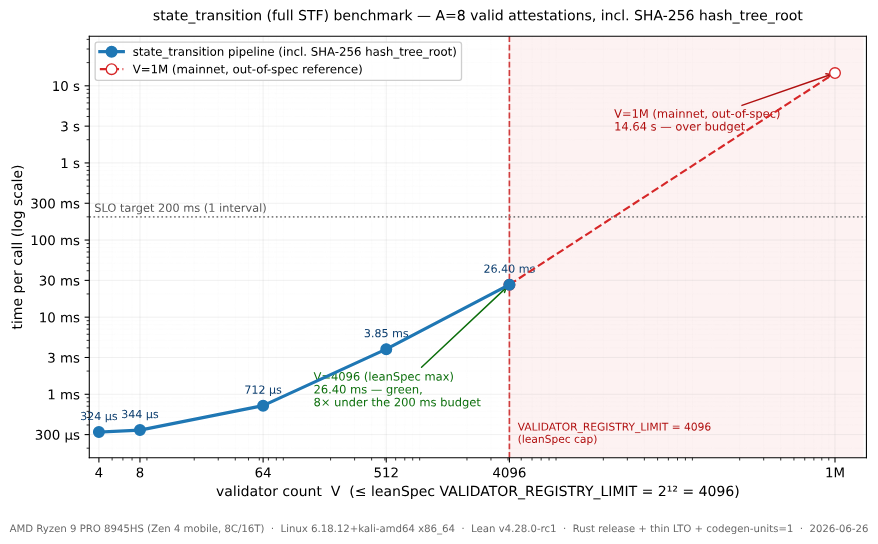 state_transition (full STF) benchmark — A=8 valid attestations, incl. SHA-256 hash_tree_root
state_transition pipeline (incl. SHA-256 hash_tree_root)
V=1M (mainnet, out-of-spec reference)
time per call (log scale)
10 s
3 s
1 s
300 ms
100 ms
30 ms
10 ms
3 ms
1 ms
300 µs
V=1M (mainnet, out-of-spec)
14.64 s — over budget
SLO target 200 ms (1 interval)
26.40 ms
3.85 ms
712 µs
324 µs
344 µs
V=4096 (leanSpec max)
26.40 ms — green,
8× under the 200 ms budget
VALIDATOR_REGISTRY_LIMIT = 4096
(leanSpec cap)
4
8
64
512
4096
1M
validator count V (≤ leanSpec VALIDATOR_REGISTRY_LIMIT = 2¹² = 4096)
AMD Ryzen 9 PRO 8945HS (Zen 4 mobile, 8C/16T) · Linux 6.18.12+kali-amd64 x86_64 · Lean v4.28.0-rc1 · Rust release + thin LTO + codegen-units=1 · 2026-06-26